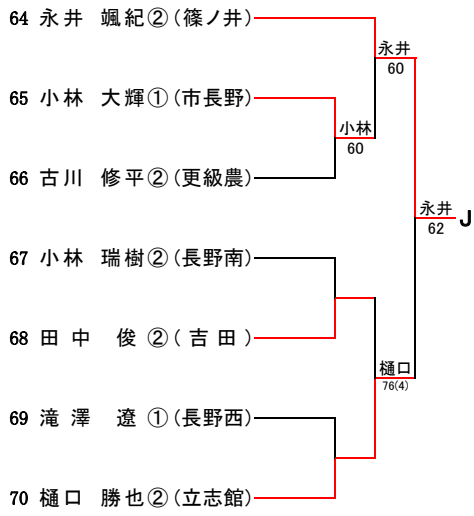 64 永井 颯紀② (篠ノ井)
永井
60
65 小林 大輝① (市長野)
小林
60
66 古川 修平② (更級農)
永井
62
J
67 小林 瑞樹② (長野南)
68 田中 俊② (吉田)
樋口
76(4)
69 滝澤 遼① (長野西)
70 樋口 勝也② (立志館)